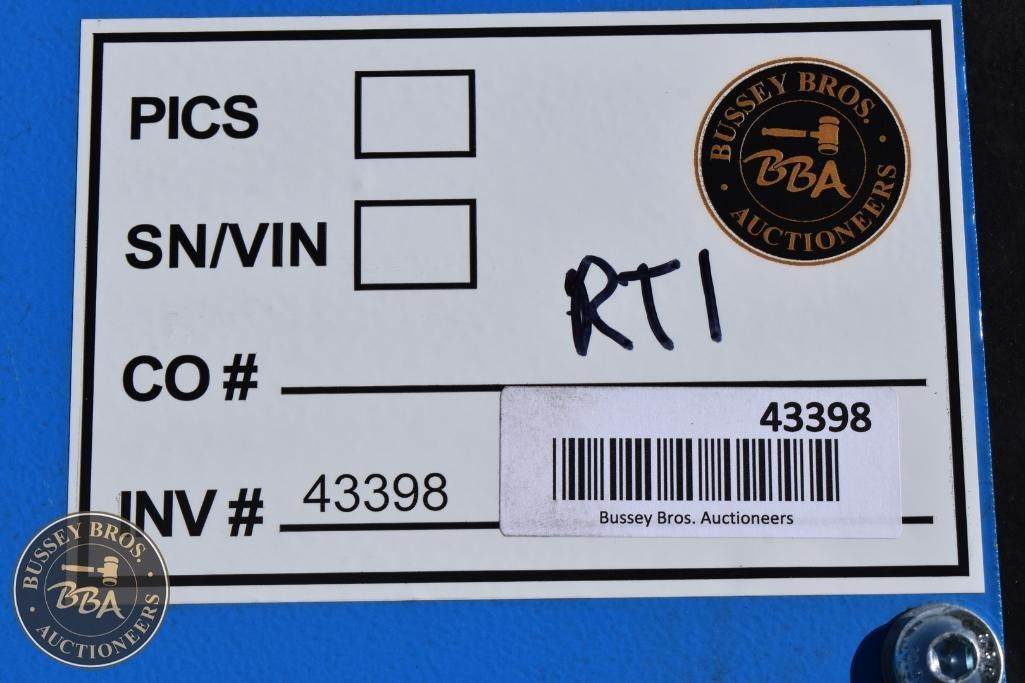 PICS
BUSSEY BROS.
BBA
AUCTIONEERS
SN/VIN
RT1
CO #
43398
INV # 43398
Bussey Bros. Auctioneers
BUSSEY BROS.
BBA
AUCTIONEERS